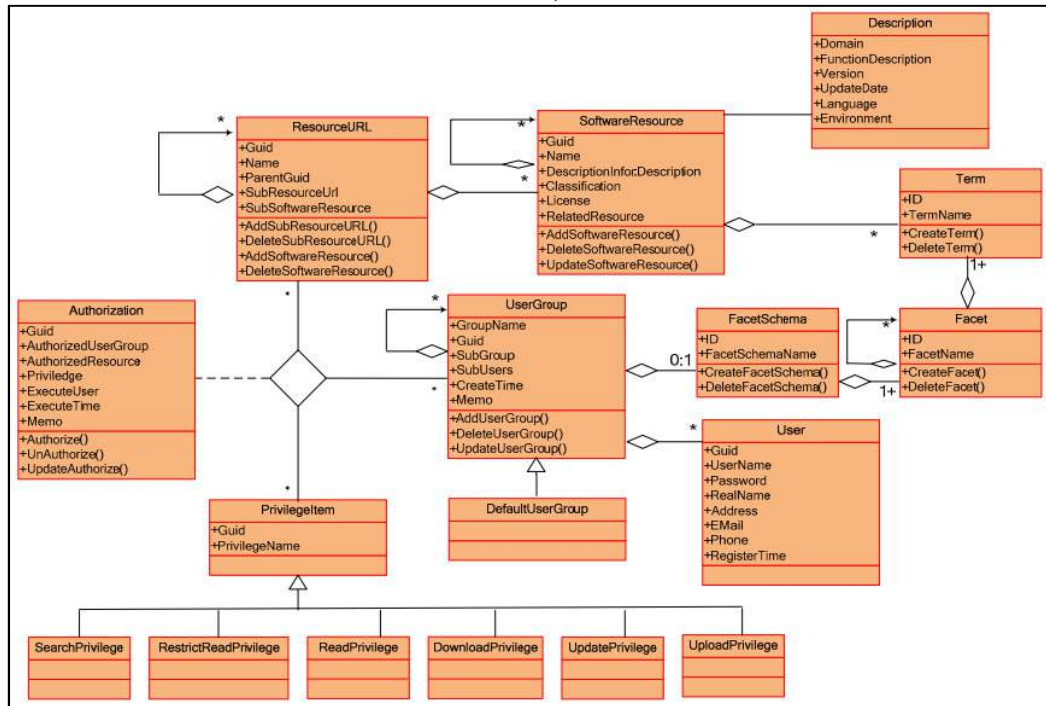 Description
+Domain
+FunctionDescription
+Version
+UpdateDate
+Language
+Environment
ResourceURL
+Guid
+Name
+ParentGuid
+SubResourceUrl
+SubSoftwareResource
+AddSubResourceURL()
+DeleteSubResourceURL()
+AddSoftwareResource()
+DeleteSoftwareResource()
*
SoftwareResource
+Guid
+Name
+DescriptionInfor:Description
+Classification
+License
+RelatedResource
+AddSoftwareResource()
+DeleteSoftwareResource()
+UpdateSoftwareResource()
*
*
Term
+ID
+TermName
+CreateTerm()
+DeleteTerm()
*
1+
Authorization
+Guid
+AuthorizedUserGroup
+AuthorizedResource
+Priviledge
+ExecuteUser
+ExecuteTime
+Memo
+Authorize()
+UnAuthorize()
+UpdateAuthorize()
*
*
*
UserGroup
+GroupName
+Guid
+SubGroup
+SubUsers
+CreateTime
+Memo
+AddUserGroup()
+DeleteUserGroup()
+UpdateUserGroup()
*
0:1
FacetSchema
+ID
+FacetSchemaName
+CreateFacetSchema()
+DeleteFacetSchema()
1+
Facet
+ID
+FacetName
+CreateFacet()
+DeleteFacet()
*
*
User
+Guid
+UserName
+Password
+RealName
+Address
+EMail
+Phone
+RegisterTime
DefaultUserGroup
PrivilegeItem
+Guid
+PrivilegeName
SearchPrivilege
RestrictReadPrivilege
ReadPrivilege
DownloadPrivilege
UpdatePrivilege
UploadPrivilege